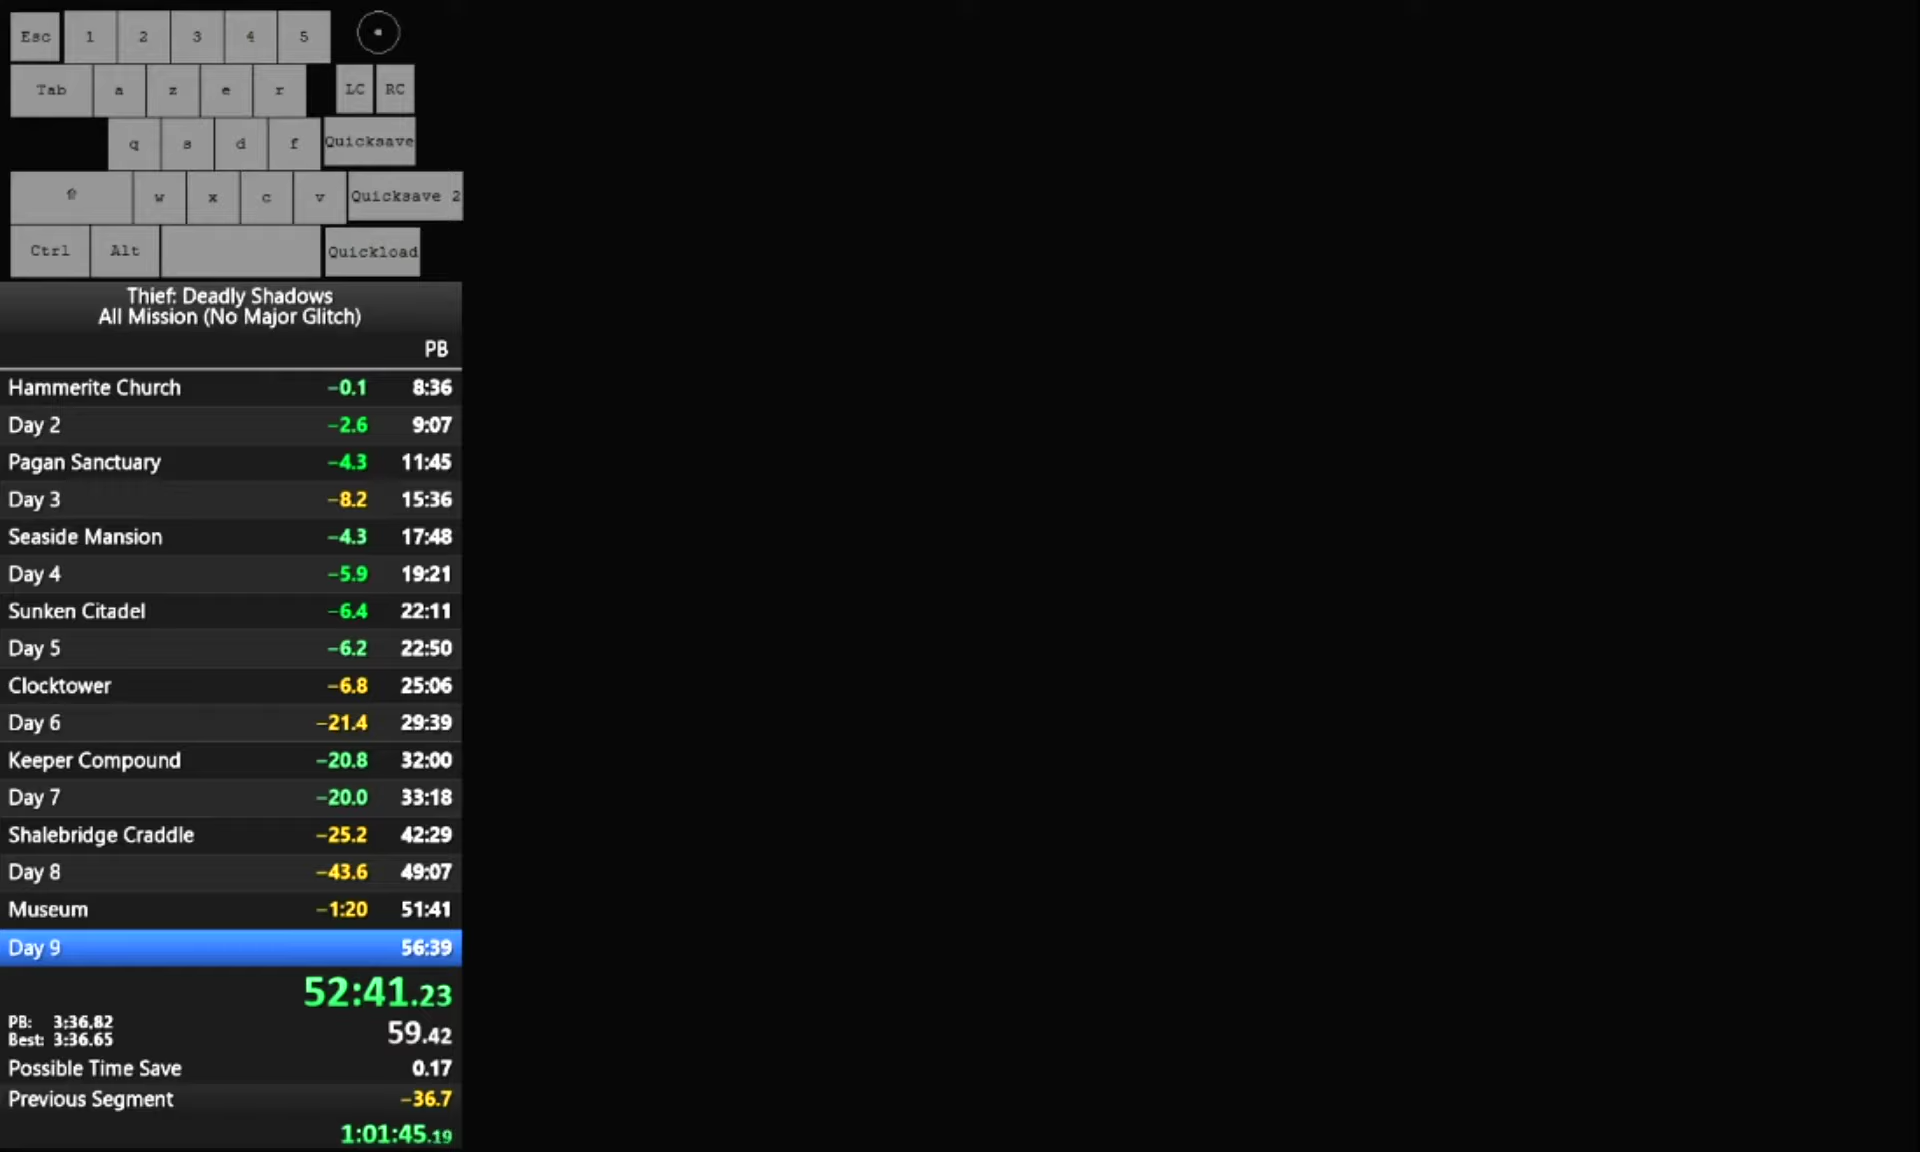 Esc 1 2 3 4 5
Tab a z e r LC RC
q s d f Quicksave
⇧ w x c v Quicksave 2
Ctrl Alt Quickload
Thief: Deadly Shadows
All Mission (No Major Glitch)
PB
Hammerite Church −0.1 8:36
Day 2 −2.6 9:07
Pagan Sanctuary −4.3 11:45
Day 3 −8.2 15:36
Seaside Mansion −4.3 17:48
Day 4 −5.9 19:21
Sunken Citadel −6.4 22:11
Day 5 −6.2 22:50
Clocktower −6.8 25:06
Day 6 −21.4 29:39
Keeper Compound −20.8 32:00
Day 7 −20.0 33:18
Shalebridge Craddle −25.2 42:29
Day 8 −43.6 49:07
Museum −1:20 51:41
Day 9 56:39
52:41.23
PB: 3:36.82
Best: 3:36.65
59.42
Possible Time Save 0.17
Previous Segment −36.7
1:01:45.19